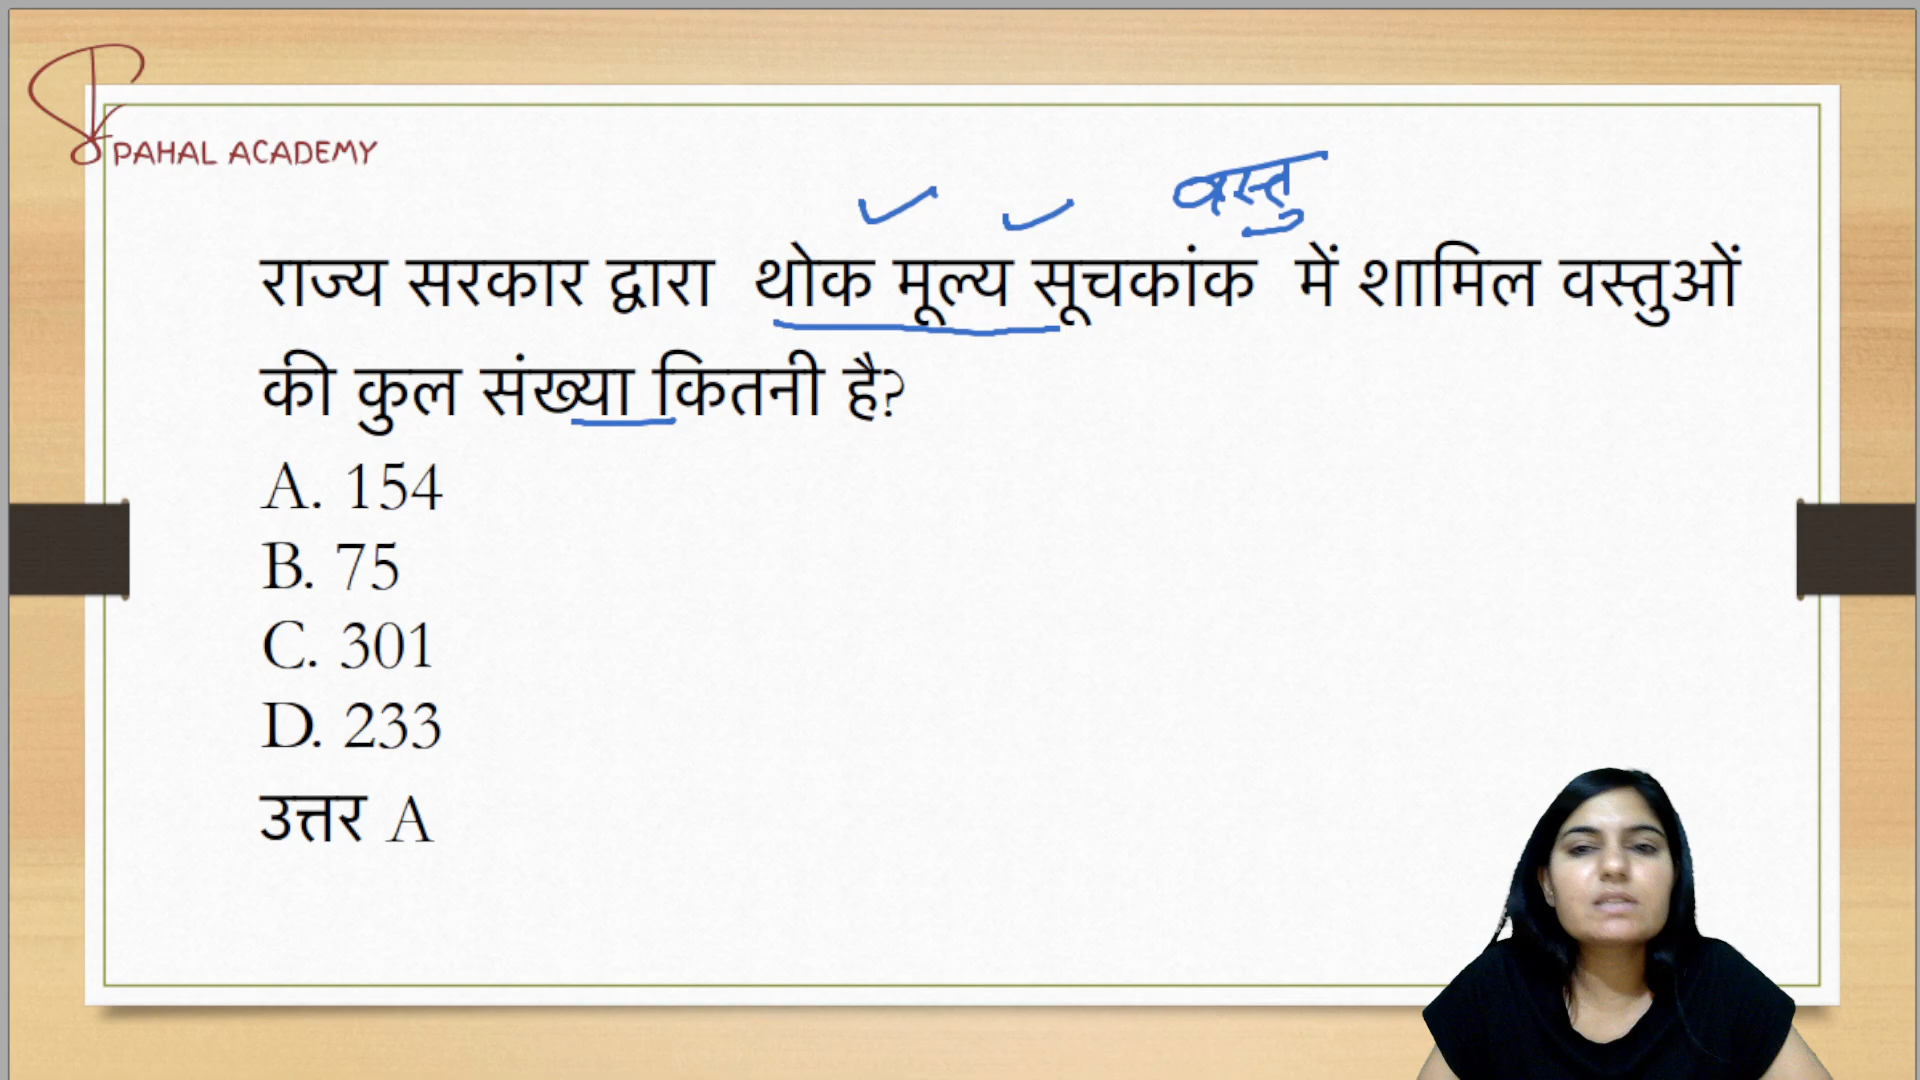 PAHAL ACADEMY
वस्तु
राज्य सरकार द्वारा थोक मूल्य सूचकांक में शामिल वस्तुओं
की कुल संख्या कितनी है?
A. 154
B. 75
C. 301
D. 233
उत्तर A